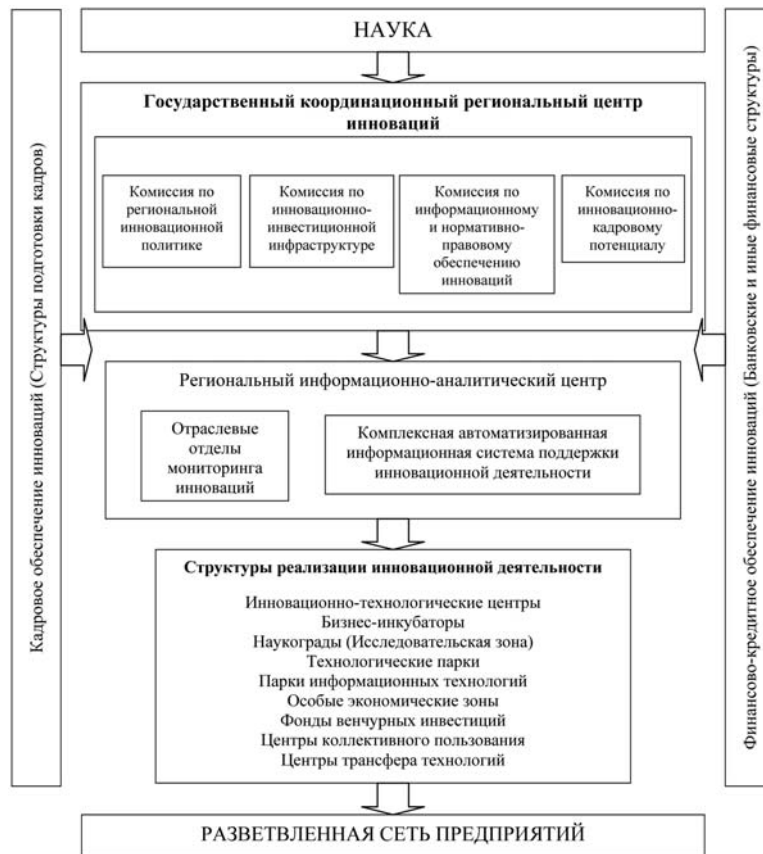 НАУКА
Государственный координационный региональный центр
инноваций
Комиссия по
региональной
инновационной
политике
Комиссия по
инновационно-
инвестиционной
инфраструктуре
Комиссия по
информационному
и нормативно-
правовому
обеспечению
инноваций
Комиссия по
инновационно-
кадровому
потенциалу
Кадровое обеспечение инноваций (Структуры подготовки кадров)
Финансово-кредитное обеспечение инноваций (Банковские и иные финансовые структуры)
Региональный информационно-аналитический центр
Отраслевые
отделы
мониторинга
инноваций
Комплексная автоматизированная
информационная система поддержки
инновационной деятельности
Структуры реализации инновационной деятельности
Инновационно-технологические центры
Бизнес-инкубаторы
Наукограды (Исследовательская зона)
Технологические парки
Парки информационных технологий
Особые экономические зоны
Фонды венчурных инвестиций
Центры коллективного пользования
Центры трансфера технологий
РАЗВЕТВЛЕННАЯ СЕТЬ ПРЕДПРИЯТИЙ